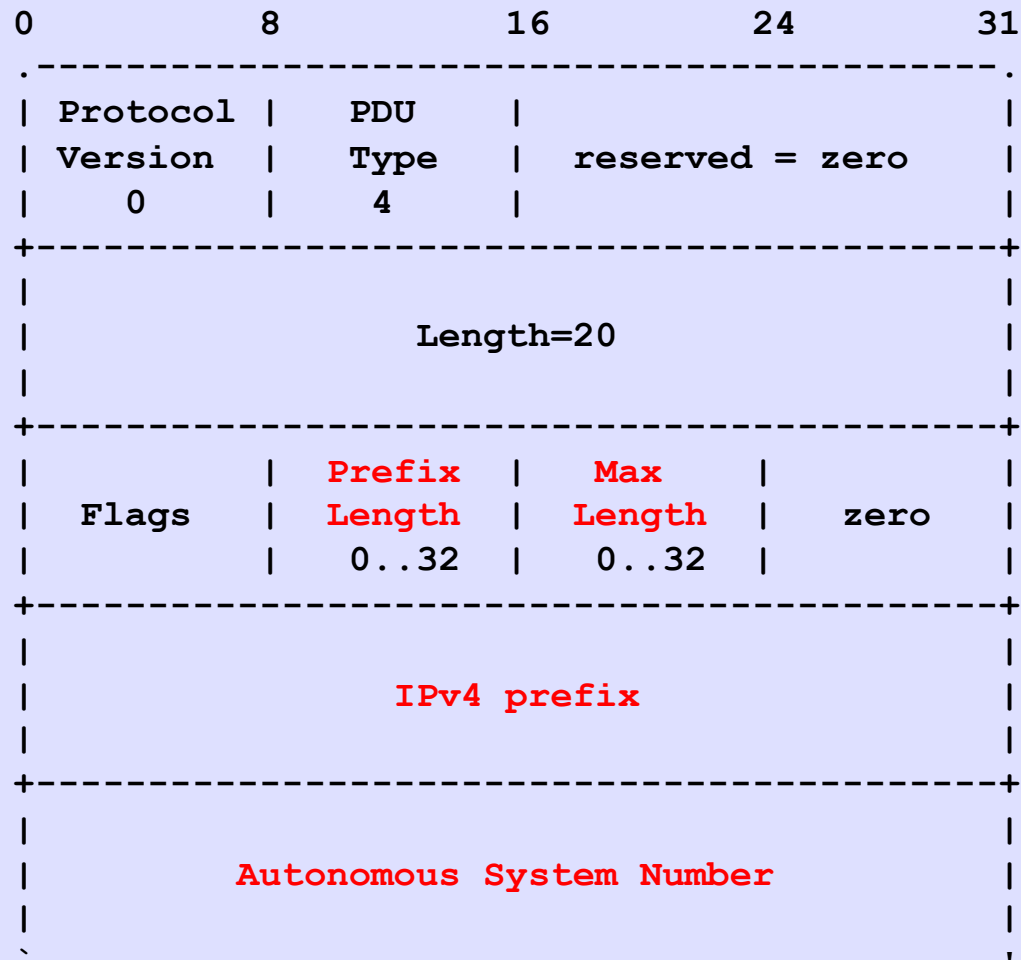 0 8 16 24 31
.-------------------------------------------.
| Protocol | PDU | |
| Version | Type | reserved = zero |
| 0 | 4 | |
+-------------------------------------------+
| |
| Length=20 |
| |
+-------------------------------------------+
| | Prefix | Max | |
| Flags | Length | Length | zero |
| | 0..32 | 0..32 | |
+-------------------------------------------+
| |
| IPv4 prefix |
| |
+-------------------------------------------+
| |
| Autonomous System Number |
| |
` '